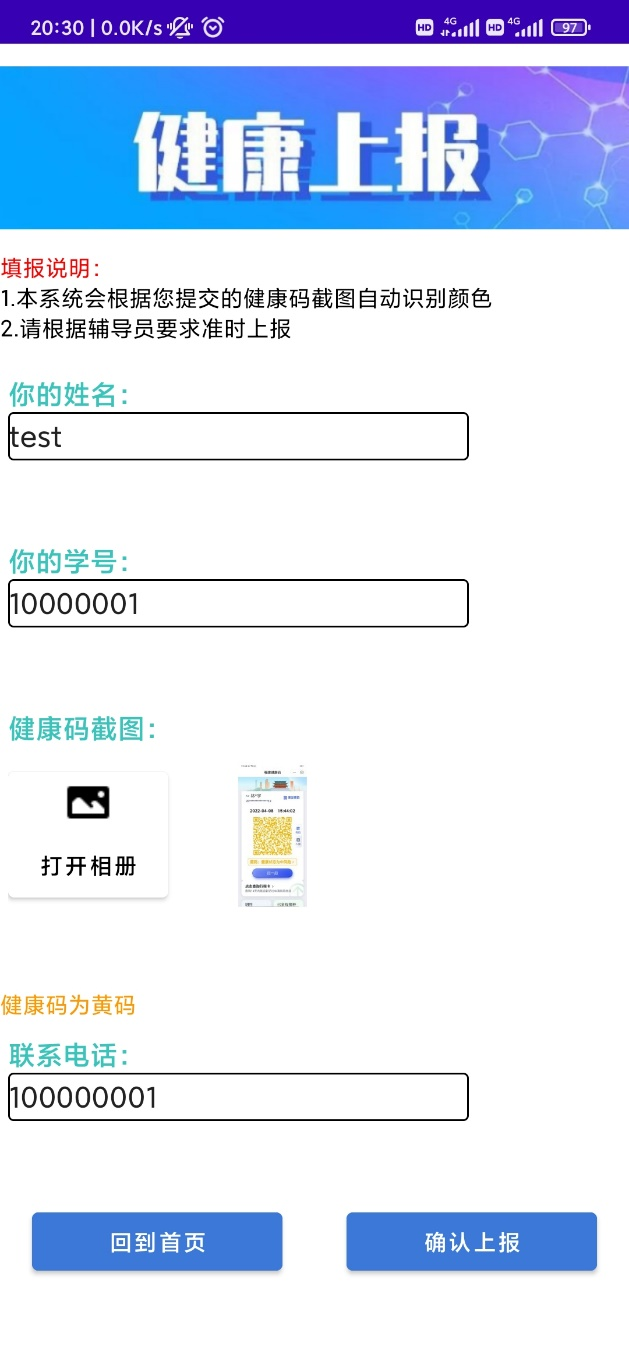 20:30 | 0.0K/s
HD 4G HD 4G 97
健康上报
填报说明:
1.本系统会根据您提交的健康码截图自动识别颜色
2.请根据辅导员要求准时上报
你的姓名:
test
你的学号:
10000001
健康码截图:
打开相册
健康码为黄码
联系电话:
100000001
回到首页
确认上报